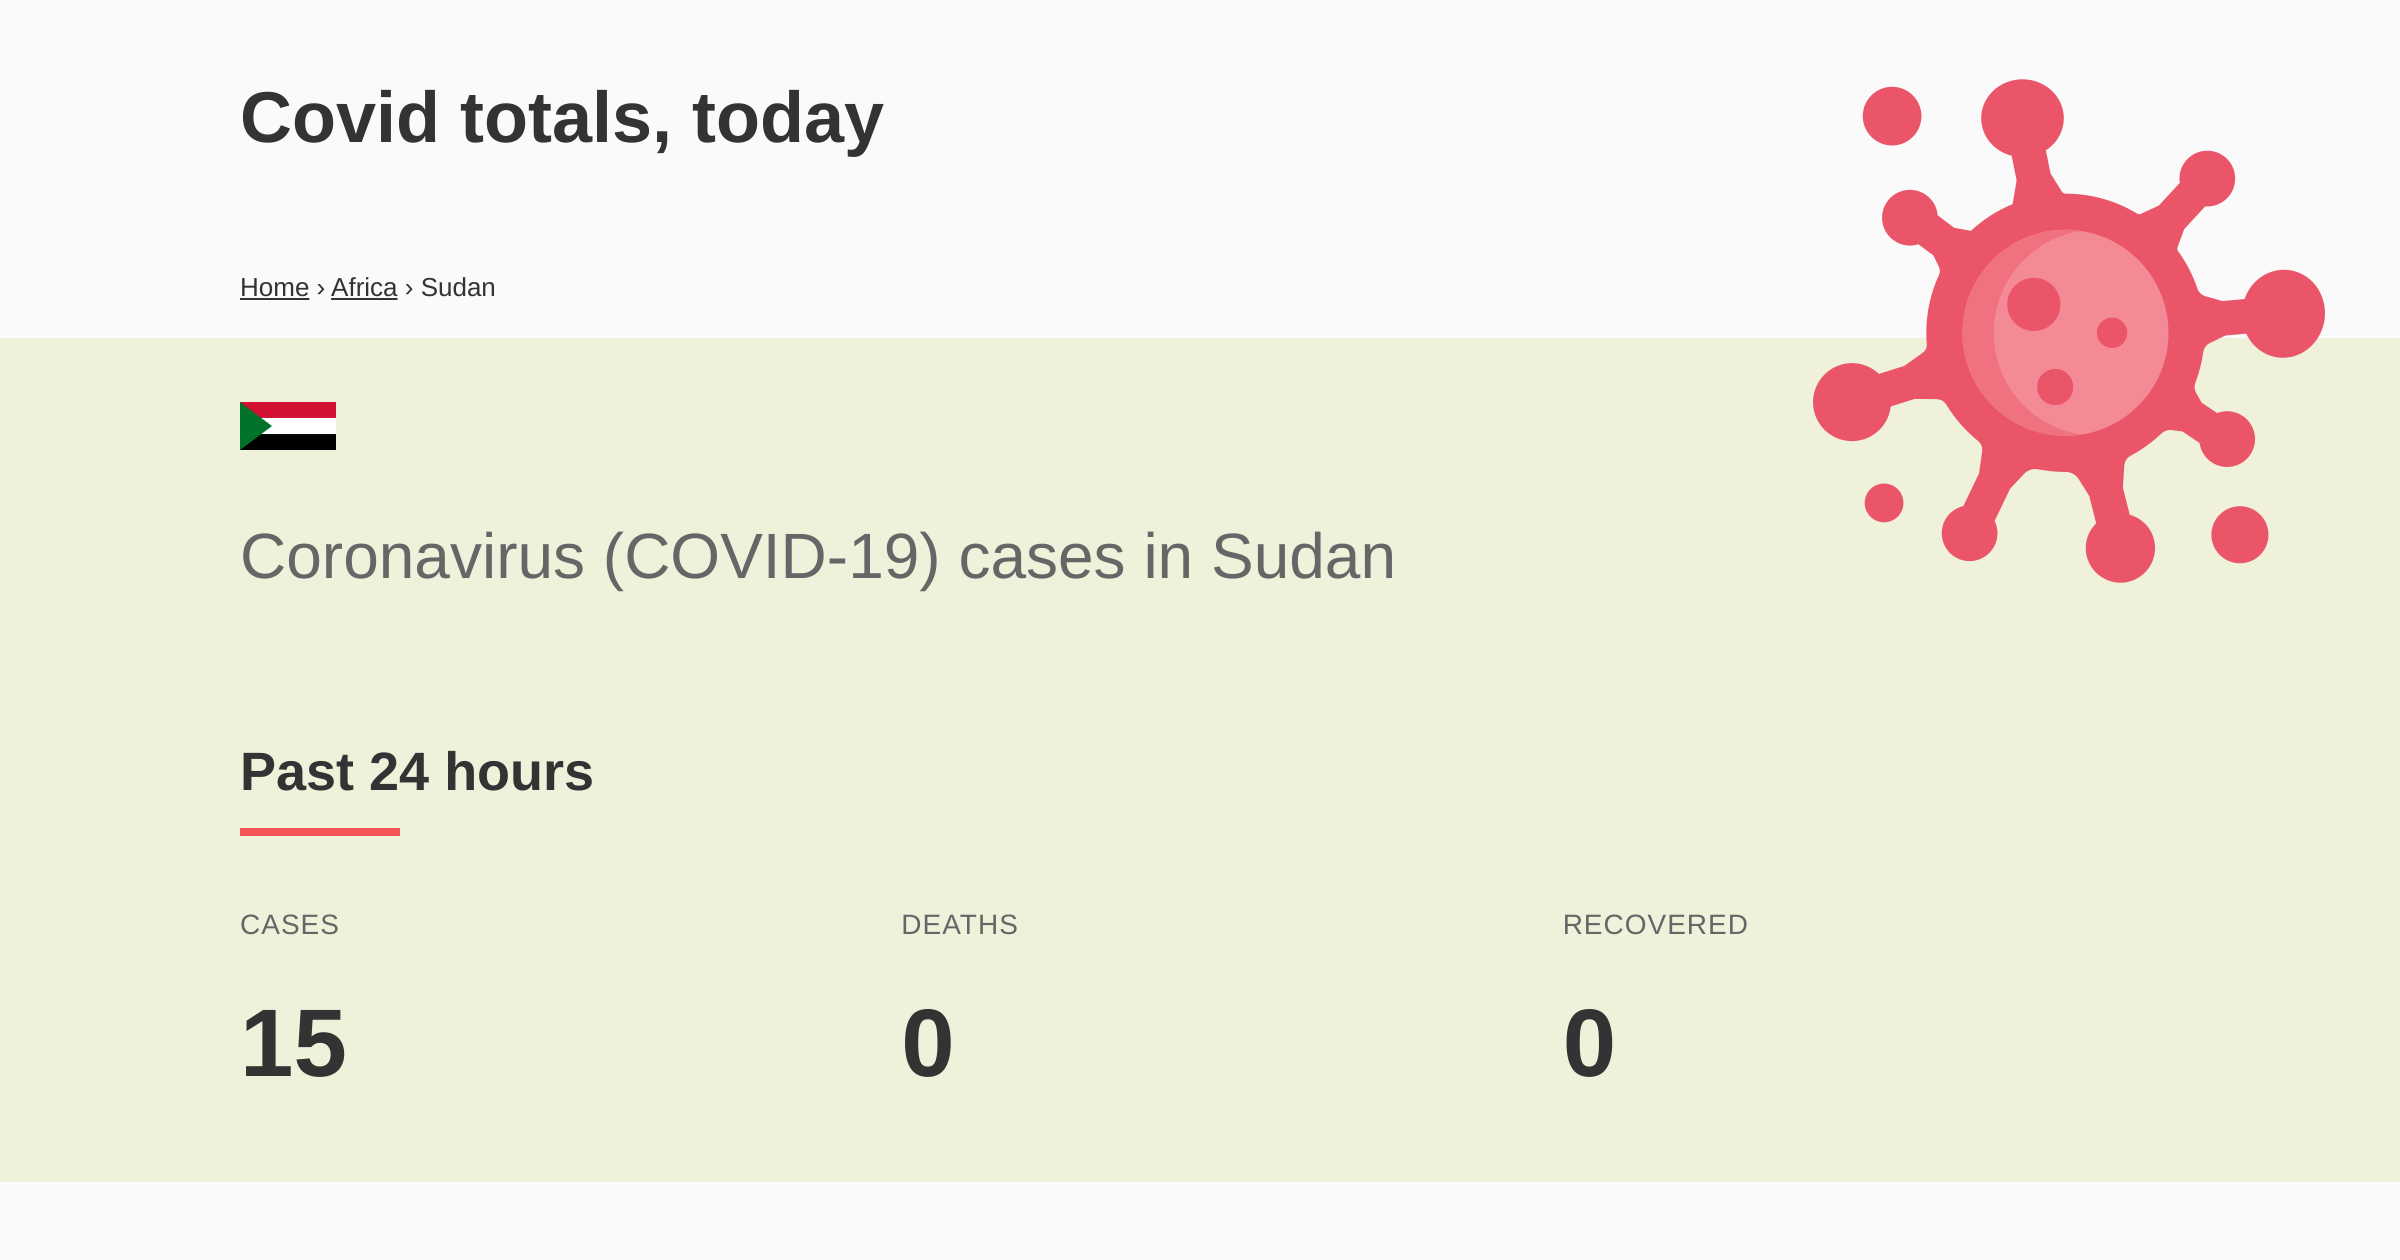 Covid totals, today
Home › Africa › Sudan
Coronavirus (COVID-19) cases in Sudan
Past 24 hours
CASES DEATHS RECOVERED
15 0 0